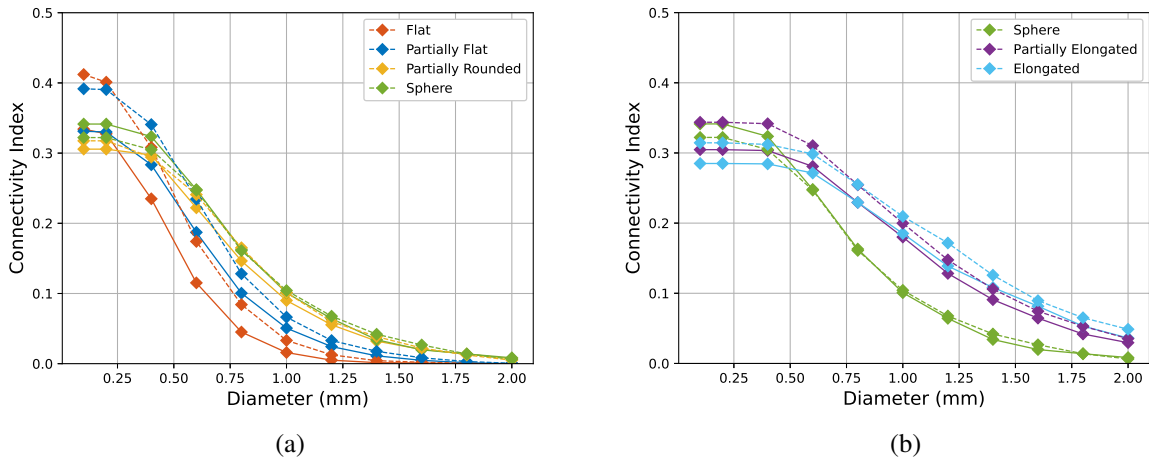 0.5
0.4
0.3
0.2
0.1
0.0
Connectivity Index
Flat
Partially Flat
Partially Rounded
Sphere
0.25 0.50 0.75 1.00 1.25 1.50 1.75 2.00
Diameter (mm)
(a)
0.5
0.4
0.3
0.2
0.1
0.0
Connectivity Index
Sphere
Partially Elongated
Elongated
0.25 0.50 0.75 1.00 1.25 1.50 1.75 2.00
Diameter (mm)
(b)